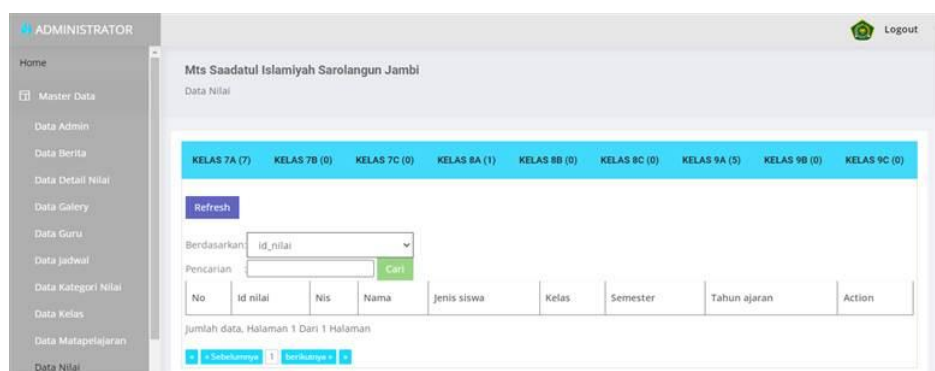 ADMINISTRATOR
Logout
Home
Master Data
Data Admin
Data Berita
Data Detail Nilai
Data Galery
Data Guru
Data Jadwal
Data Kategori Nilai
Data Kelas
Data Matapelajaran
Data Nilai
Mts Saadatul Islamiyah Sarolangun Jambi
Data Nilai
KELAS 7A (7) KELAS 7B (0) KELAS 7C (0) KELAS 8A (1) KELAS 8B (0) KELAS 8C (0) KELAS 9A (5) KELAS 9B (0) KELAS 9C (0)
Refresh
Berdasarkan: id_nilai
Pencarian : Cari
No Id nilai Nis Nama Jenis siswa Kelas Semester Tahun ajaran Action
Jumlah data, Halaman 1 Dari 1 Halaman
« « Sebelumnya 1 berikutnya » »